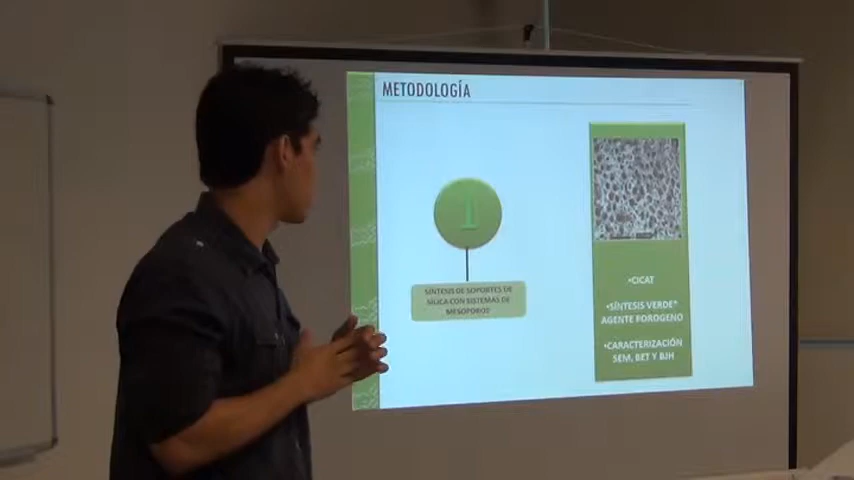 METODOLOGÍA
1
SÍNTESIS DE SOPORTES DE
SILICA CON SISTEMAS DE
MESOPOROS
•CICAT
•"SÍNTESIS VERDE"
AGENTE POROGENO
•CARACTERIZACIÓN
SEM, BET Y BJH